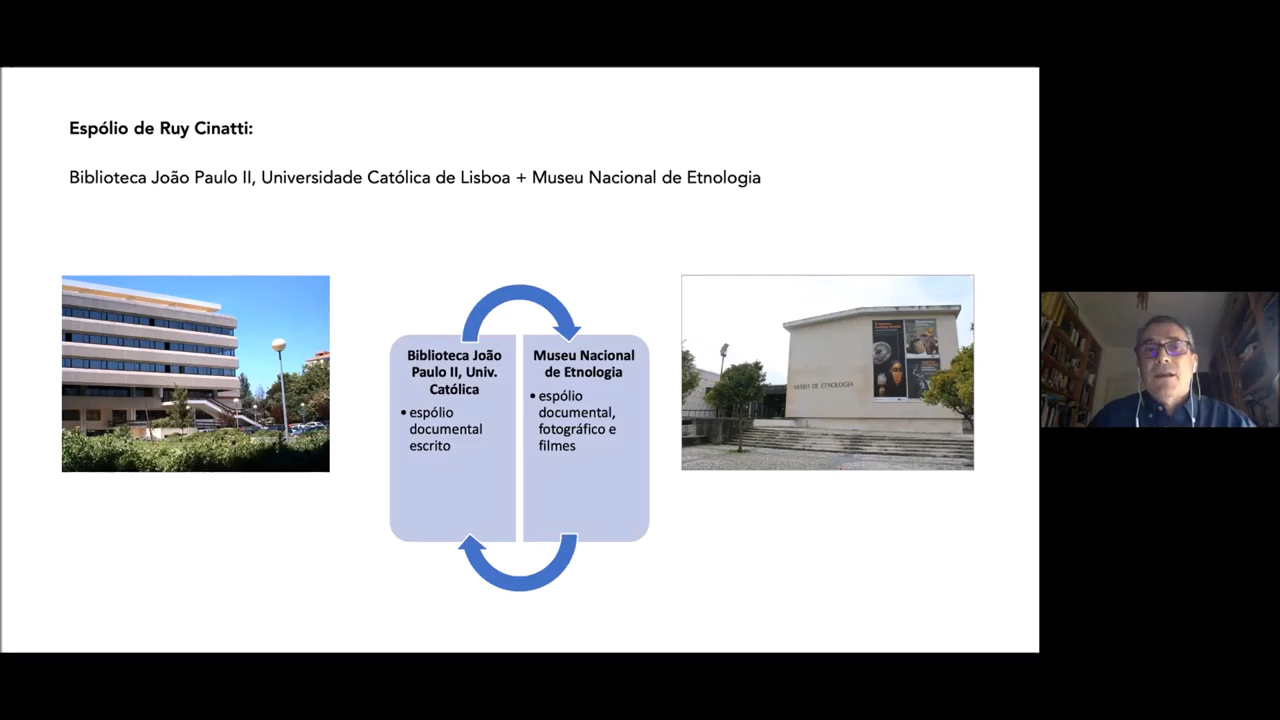 Espólio de Ruy Cinatti:
Biblioteca João Paulo II, Universidade Católica de Lisboa + Museu Nacional de Etnologia
Biblioteca João
Paulo II, Univ.
Católica
• espólio
documental
escrito
Museu Nacional
de Etnologia
• espólio
documental,
fotográfico e
filmes
MUSEU DE ETNOLOGIA